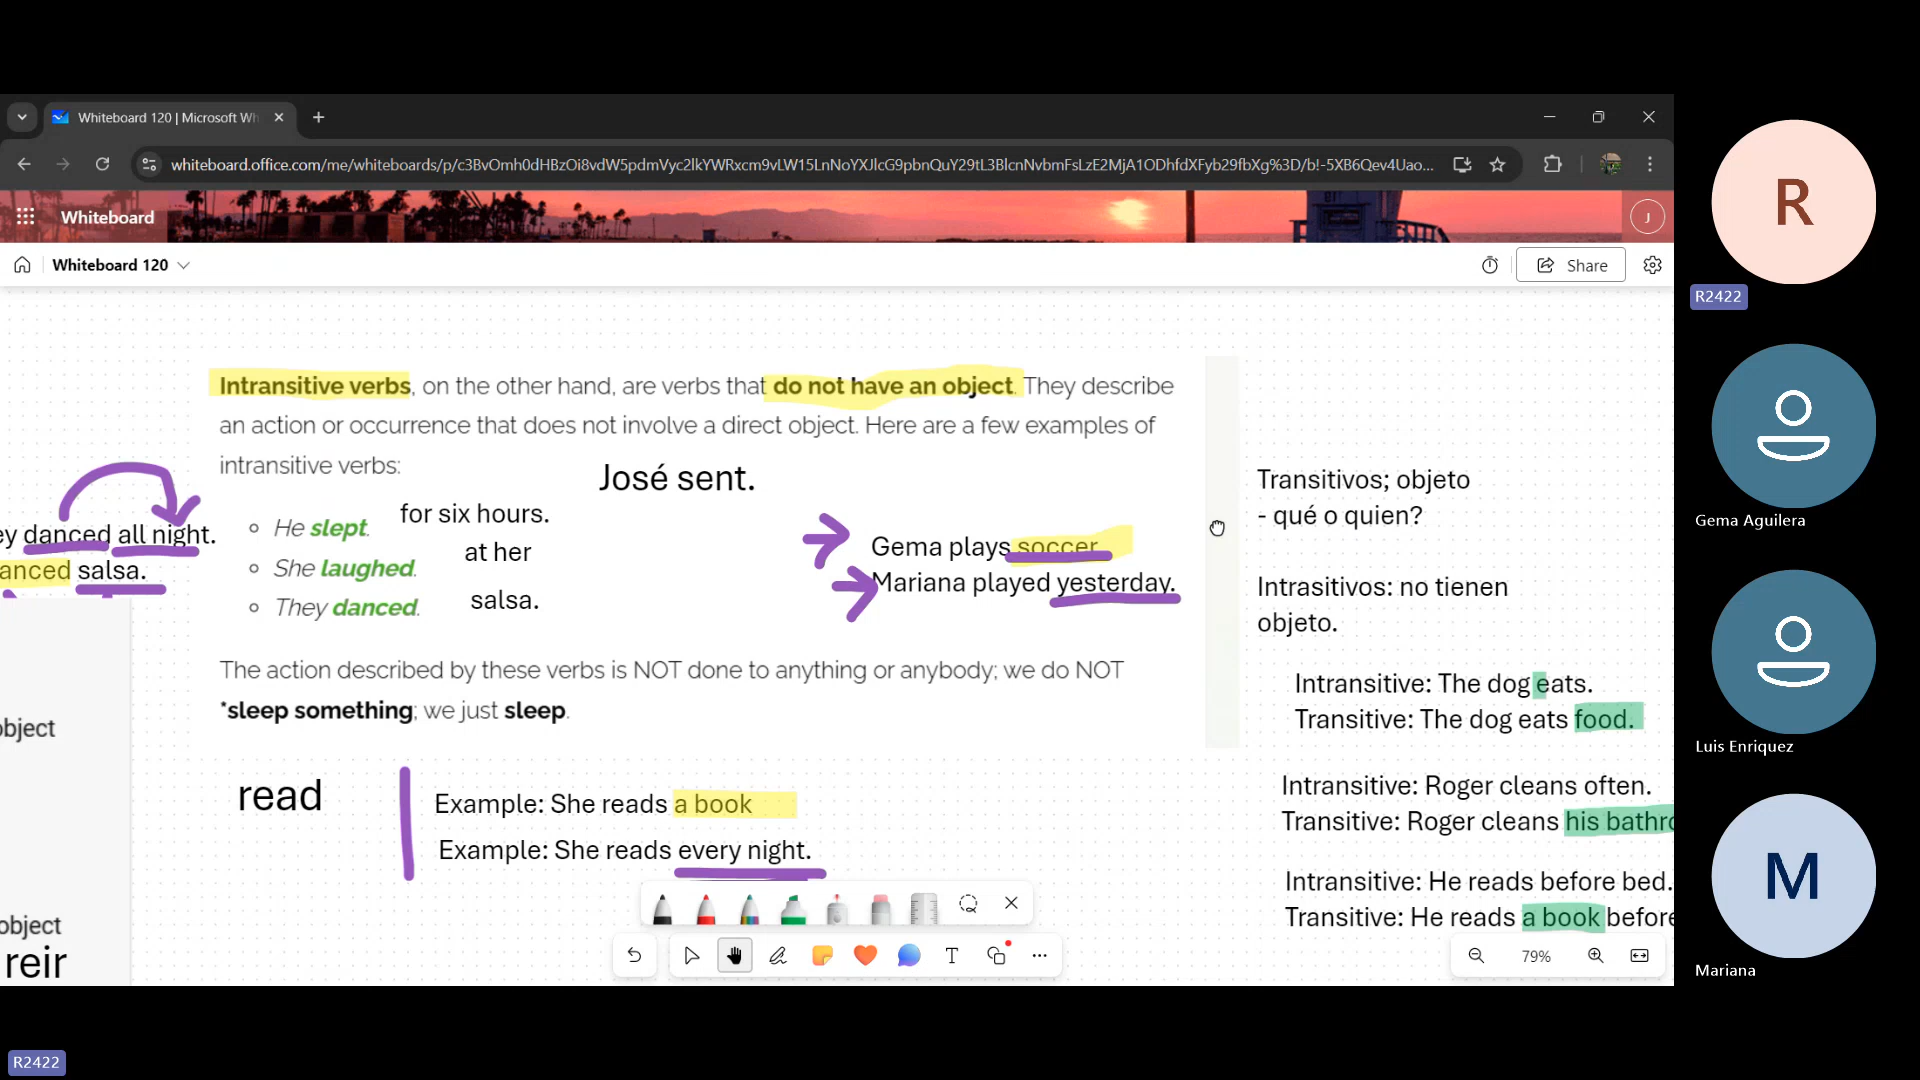 Whiteboard 120 | Microsoft Wh
whiteboard.office.com/me/whiteboards/p/c3BvOmh0dHBzOi8vdW5pdmVyc2lkYWRxcm9vLW15LnNoYXJlcG9pbnQuY29tL3BlcnNvbmFsLzE2MjA1ODhfdXFyb29fbXg%3D/b!-5XB6Qev4Uao...
Whiteboard
J
Whiteboard 120
Share
Intransitive verbs, on the other hand, are verbs that do not have an object. They describe
an action or occurrence that does not involve a direct object. Here are a few examples of
intransitive verbs:
José sent.
ey danced all night.
anced salsa.
He slept.
for six hours.
She laughed.
at her
They danced.
salsa.
Gema plays soccer
Mariana played yesterday.
The action described by these verbs is NOT done to anything or anybody; we do NOT
*sleep something; we just sleep.
Transitivos; objeto
- qué o quien?
Intrasitivos: no tienen
objeto.
Intransitive: The dog eats.
Transitive: The dog eats food.
Intransitive: Roger cleans often.
Transitive: Roger cleans his bathro
Intransitive: He reads before bed.
Transitive: He reads a book before
object
object
reir
read
Example: She reads a book
Example: She reads every night.
T
79%
R
R2422
Gema Aguilera
Luis Enriquez
M
Mariana
R2422